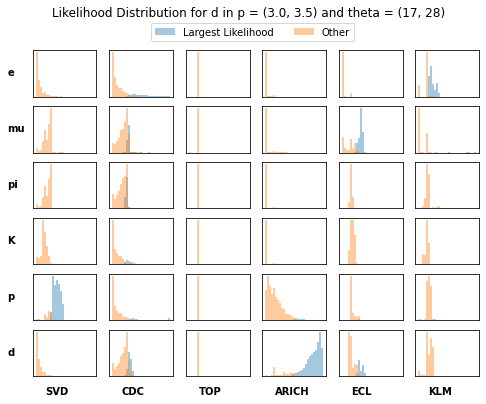 Likelihood Distribution for d in p = (3.0, 3.5) and theta = (17, 28)
Largest Likelihood Other
e
mu
pi
K
p
d
SVD CDC TOP ARICH ECL KLM